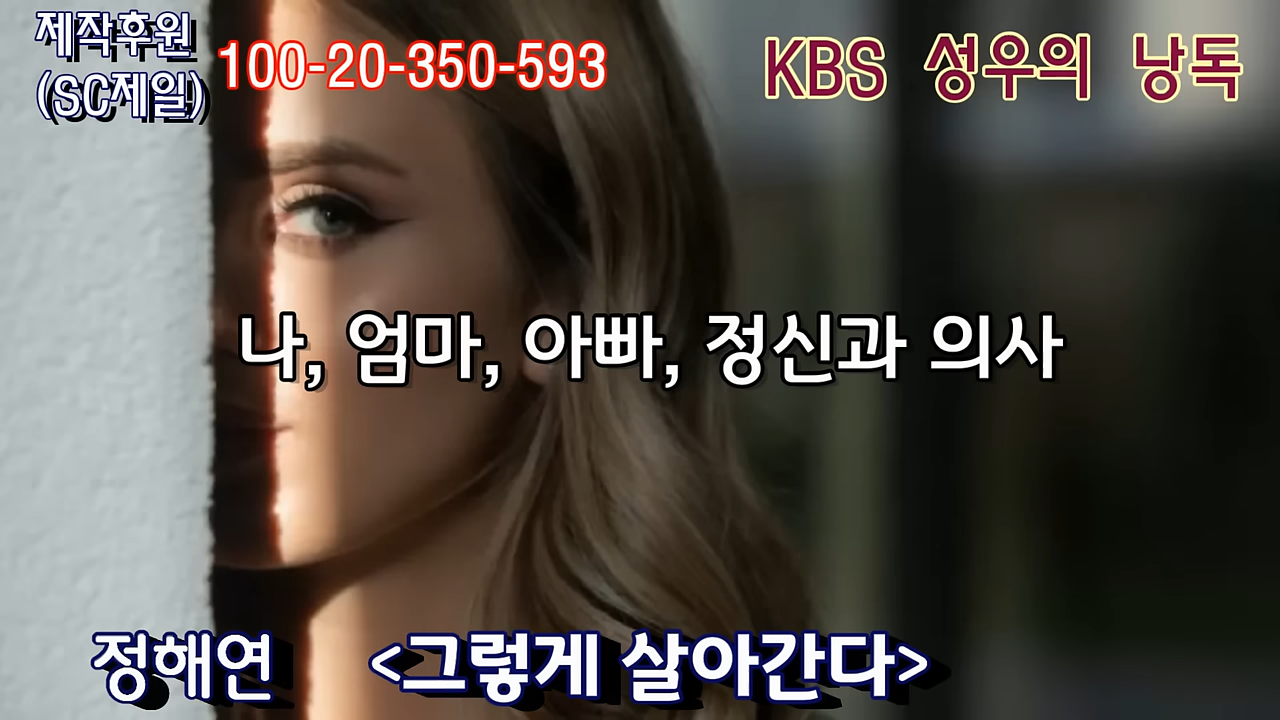 제작후원
(SC제일)
100-20-350-593
KBS 성우의 낭독
나, 엄마, 아빠, 정신과 의사
정해연 <그렇게 살아간다>